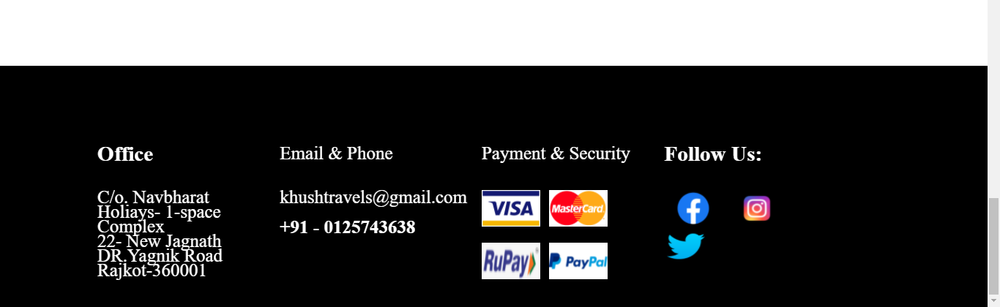 Office
C/o. Navbharat
Holiays- 1-space
Complex
22- New Jagnath
DR.Yagnik Road
Rajkot-360001
Email & Phone
khushtravels@gmail.com
+91 - 0125743638
Payment & Security
VISA
MasterCard
RuPay
PayPal
Follow Us: